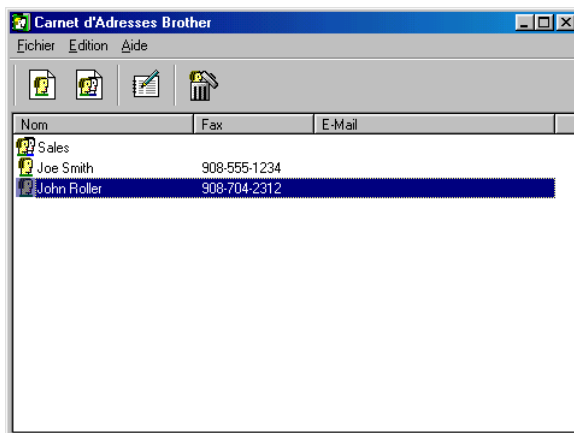 Carnet d'Adresses Brother
Fichier Edition Aide
Nom Fax E-Mail
Sales
Joe Smith 908-555-1234
John Roller 908-704-2312